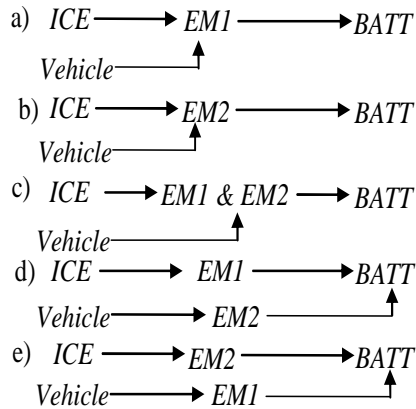 a) ICE EM1 BATT
Vehicle
b) ICE EM2 BATT
Vehicle
c) ICE EM1 & EM2 BATT
Vehicle
d) ICE EM1 BATT
Vehicle EM2
e) ICE EM2 BATT
Vehicle EM1